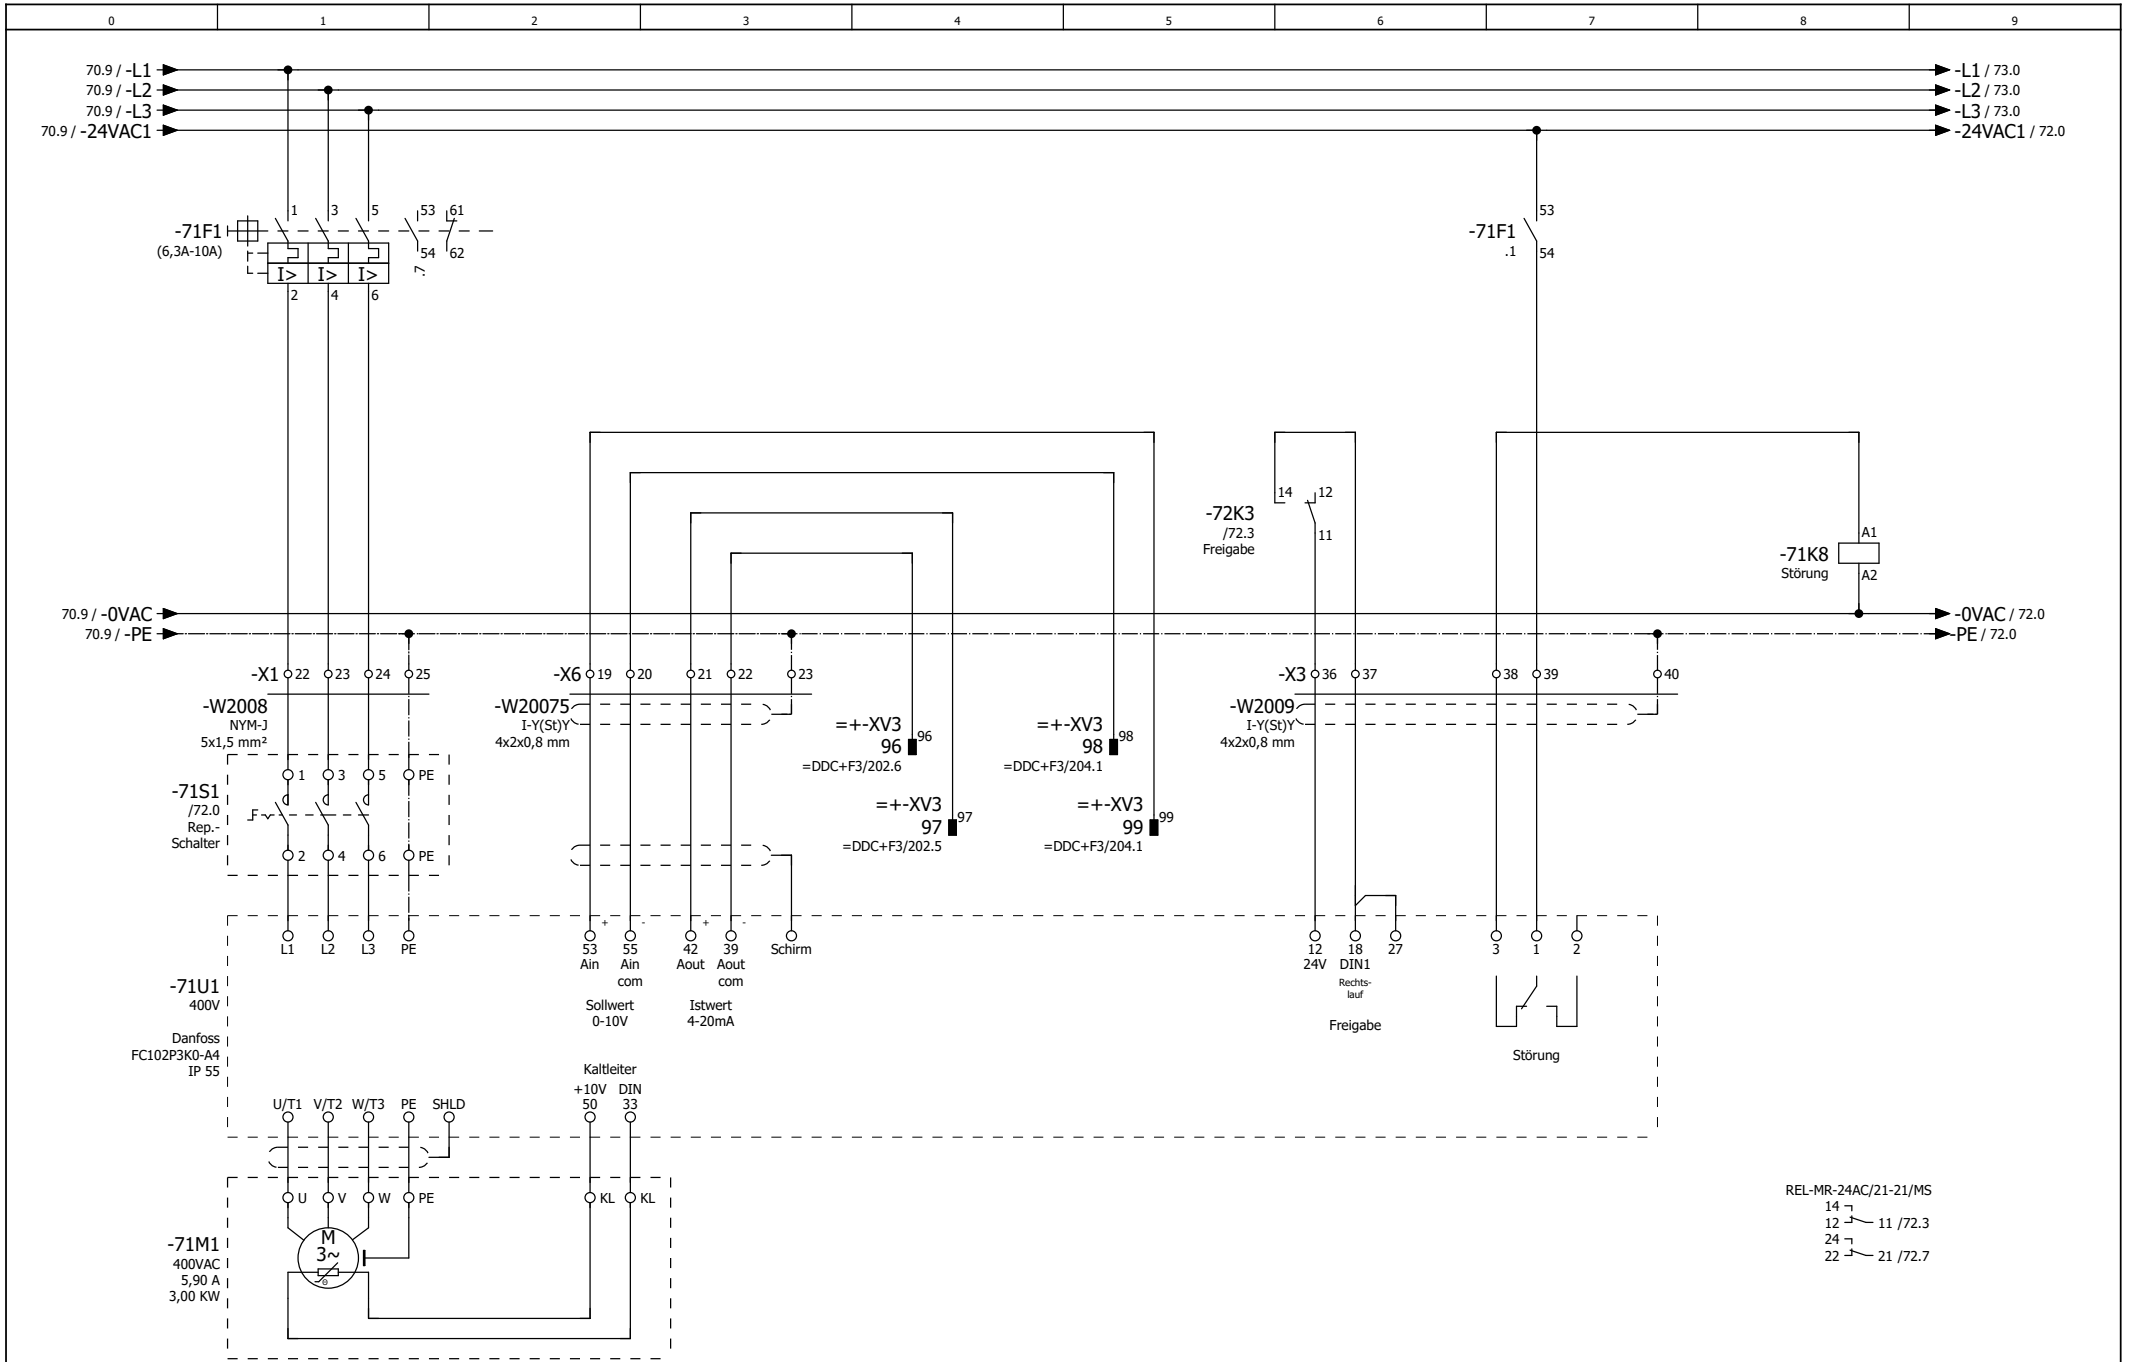 0 1 2 3 4 5 6 7 8 9
70.9 / -L1 -L1 / 73.0
70.9 / -L2 -L2 / 73.0
70.9 / -L3 -L3 / 73.0
70.9 / -24VAC1 -24VAC1 / 72.0
1 3 5 53 61 53
-71F1 -71F1
(6,3A-10A) 54 62 .1 54
.7
I> I> I>
2 4 6
14 12
-72K3
/72.3 11
Freigabe
A1
-71K8
Störung A2
70.9 / -0VAC -0VAC / 72.0
70.9 / -PE -PE / 72.0
-X1 22 23 24 25 -X6 19 20 21 22 23 -X3 36 37 38 39 40
-W2008 -W20075 -W2009
NYM-J I-Y(St)Y I-Y(St)Y
5x1,5 mm² 4x2x0,8 mm 4x2x0,8 mm
=+-XV3 =+-XV3
96 96 98 98
=DDC+F3/202.6 =DDC+F3/204.1
1 3 5 PE
-71S1
/72.0
Rep.-
Schalter
=+-XV3 =+-XV3
97 97 99 99
=DDC+F3/202.5 =DDC+F3/204.1
2 4 6 PE
+ - + -
L1 L2 L3 PE 53 55 42 39 Schirm 12 18 27 3 1 2
Ain Ain Aout Aout 24V DIN1
com com Rechts-
lauf
-71U1
400V
Sollwert Istwert
0-10V 4-20mA Freigabe
Danfoss
FC102P3K0-A4
IP 55
Störung
Kaltleiter
+10V DIN
U/T1 V/T2 W/T3 PE SHLD 50 33
U V W PE KL KL
-71M1
400VAC
5,90 A
3,00 KW
M
3~
θ
REL-MR-24AC/21-21/MS
14
12 11 /72.3
24
22 21 /72.7